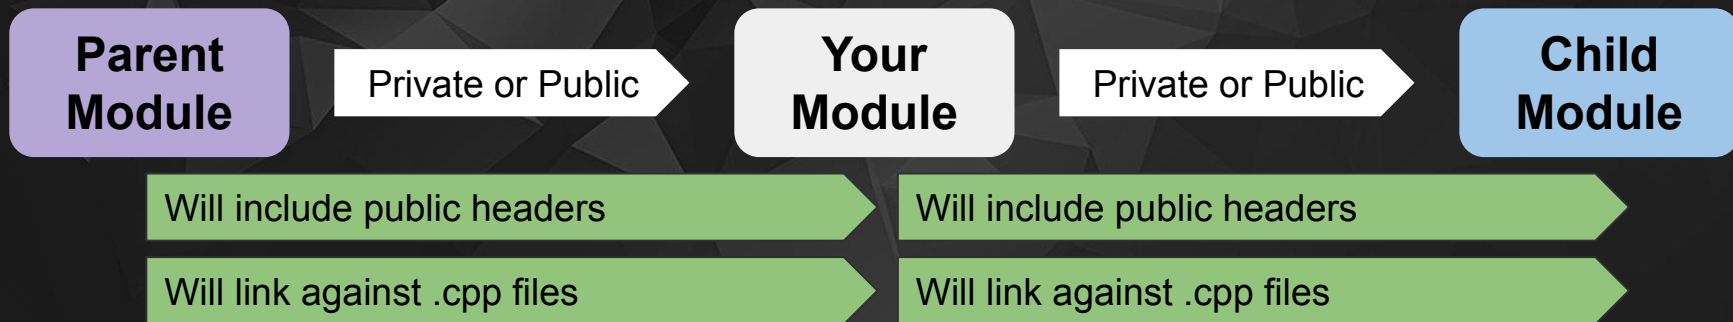 Parent
Module
Private or Public
Your
Module
Private or Public
Child
Module
Will include public headers
Will include public headers
Will link against .cpp files
Will link against .cpp files